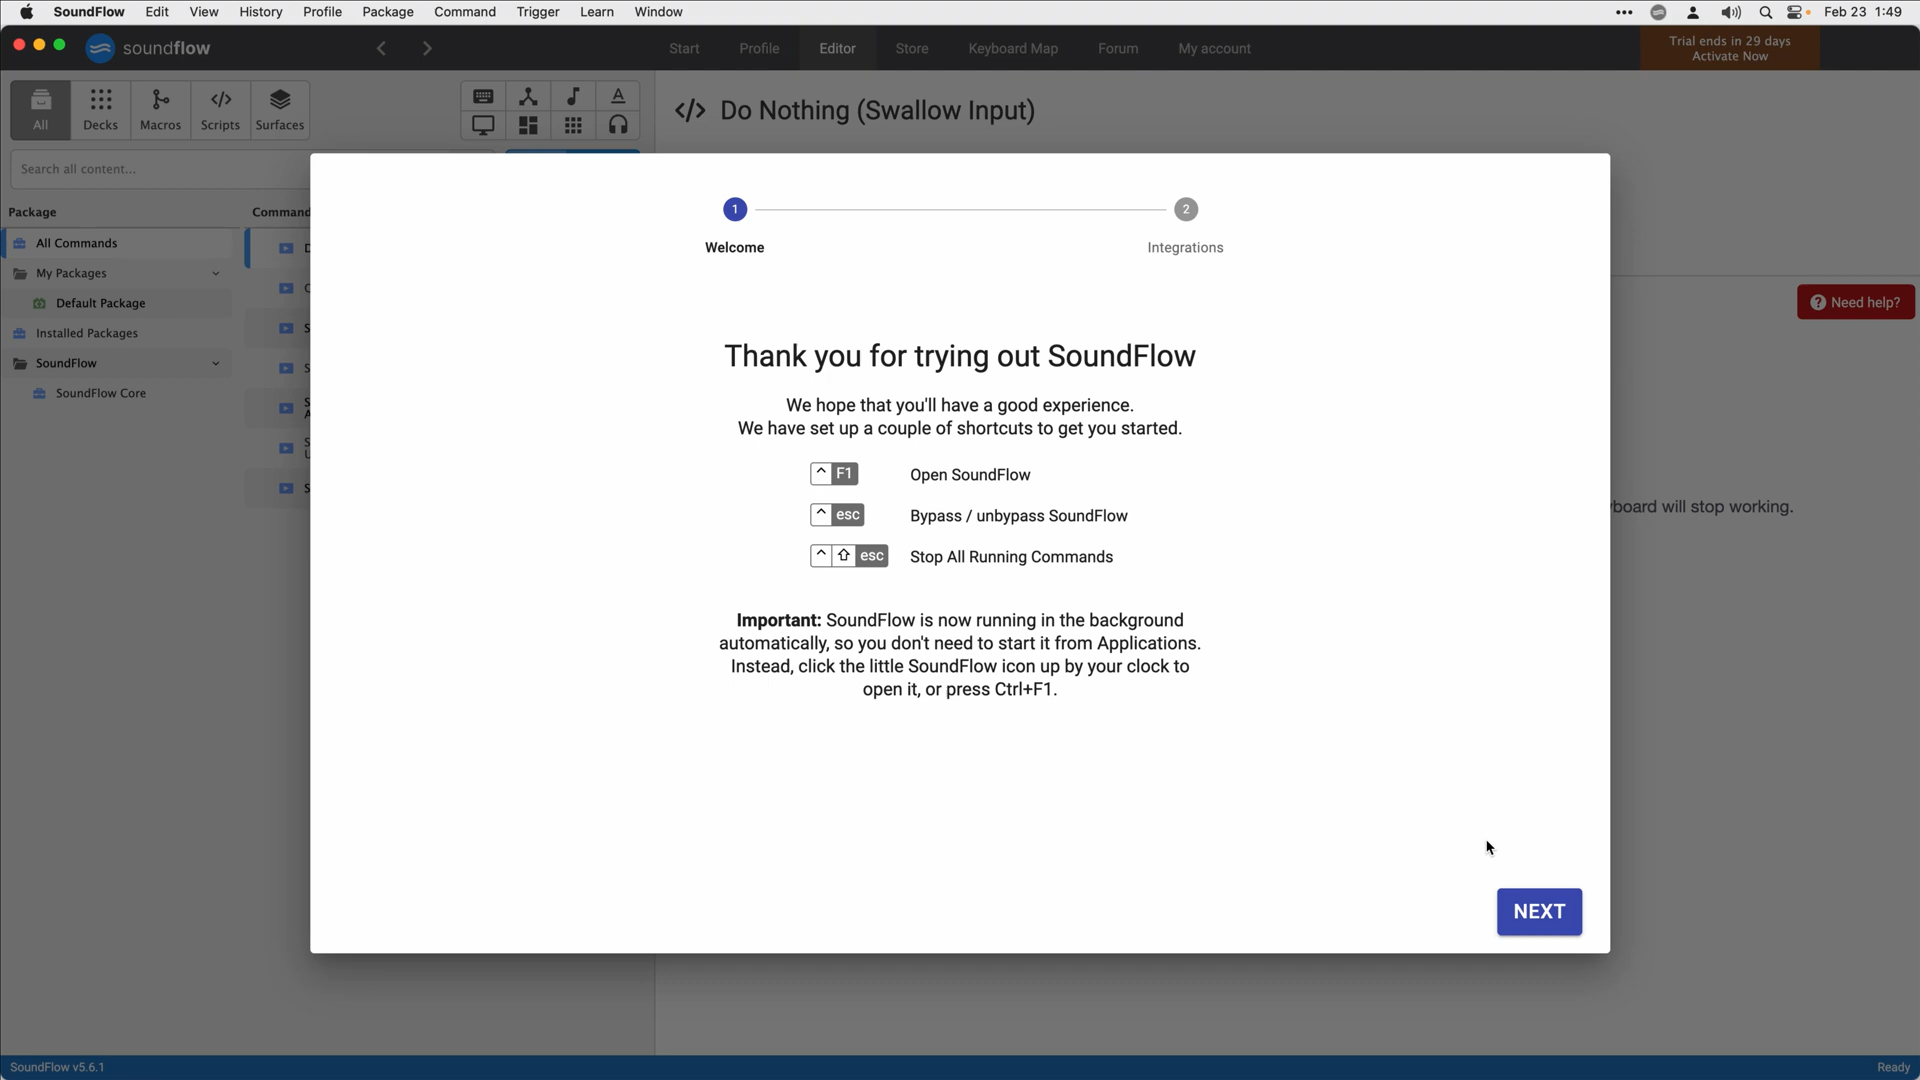 SoundFlow Edit View History Profile Package Command Trigger Learn Window
Feb 23 1:49
soundflow
Start Profile Editor Store Keyboard Map Forum My account
Trial ends in 29 days
Activate Now
All Decks Macros Scripts Surfaces
A
</> Do Nothing (Swallow Input)
Search all content...
Package
Command
All Commands
My Packages
Default Package
Installed Packages
SoundFlow
SoundFlow Core
1
2
Welcome
Integrations
? Need help?
Thank you for trying out SoundFlow
We hope that you'll have a good experience.
We have set up a couple of shortcuts to get you started.
^ F1 Open SoundFlow
^ esc Bypass / unbypass SoundFlow
^ ⇧ esc Stop All Running Commands
board will stop working.
Important: SoundFlow is now running in the background
automatically, so you don't need to start it from Applications.
Instead, click the little SoundFlow icon up by your clock to
open it, or press Ctrl+F1.
NEXT
SoundFlow v5.6.1
Ready